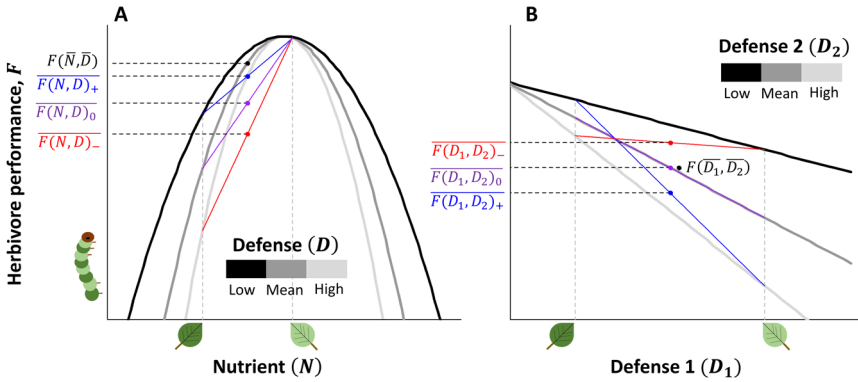 A
Herbivore performance, F
F(N̅,D̅)
F(N,D)₊
F(N,D)₀
F(N,D)₋
Defense (D)
Low Mean High
Nutrient (N)
B
Defense 2 (D₂)
Low Mean High
F(D₁,D₂)₋
F(D₁,D₂)₀
F(D₁,D₂)₊
F(D̅₁,D̅₂)
Defense 1 (D₁)